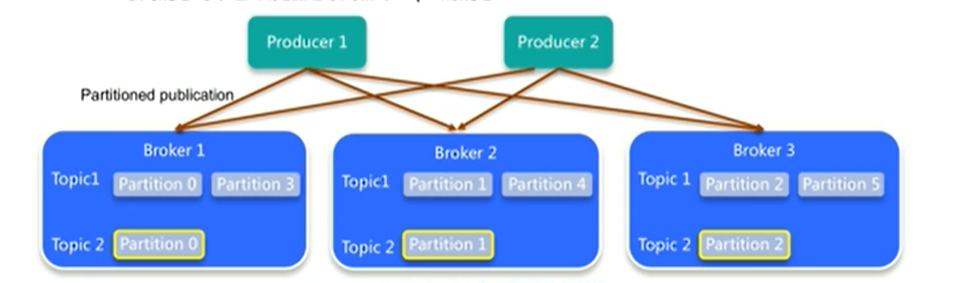 Producer 1
Producer 2
Partitioned publication
Broker 1
Topic1 Partition 0 Partition 3
Topic 2 Partition 0
Broker 2
Topic1 Partition 1 Partition 4
Topic 2 Partition 1
Broker 3
Topic 1 Partition 2 Partition 5
Topic 2 Partition 2